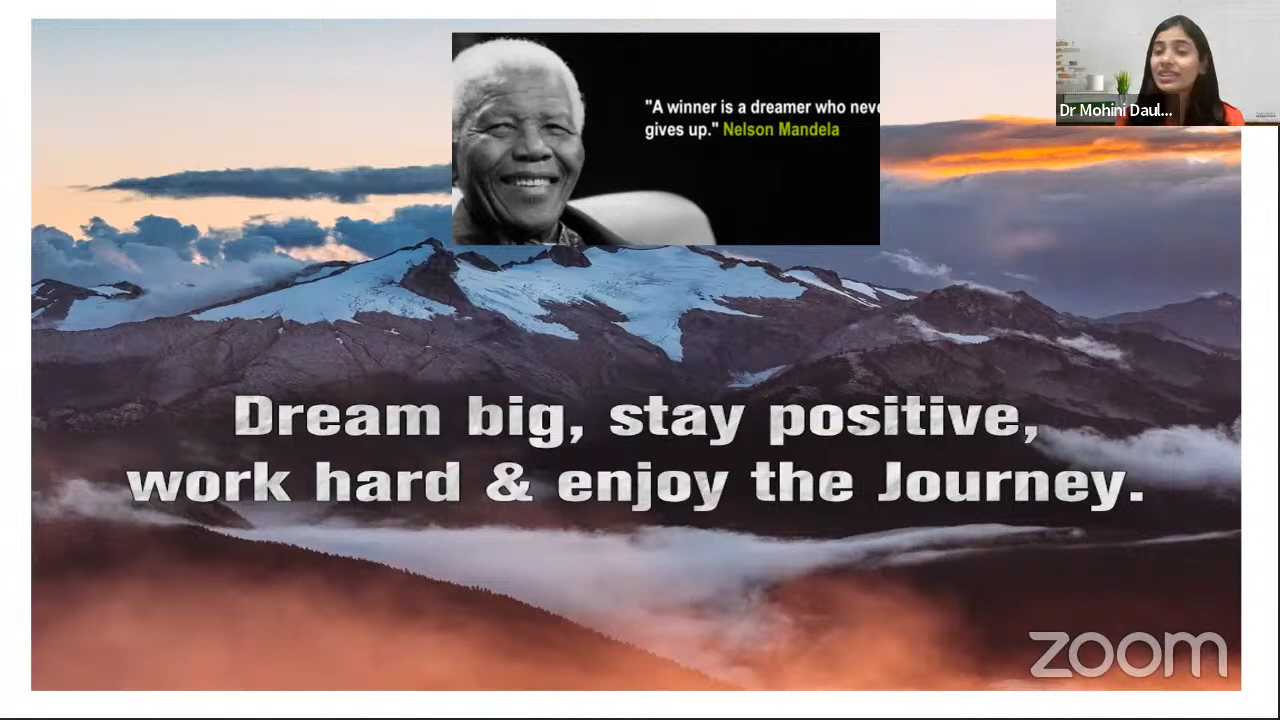 "A winner is a dreamer who neve
gives up." Nelson Mandela
Dr Mohini Daul...
Dream big, stay positive,
work hard & enjoy the Journey.
zoom